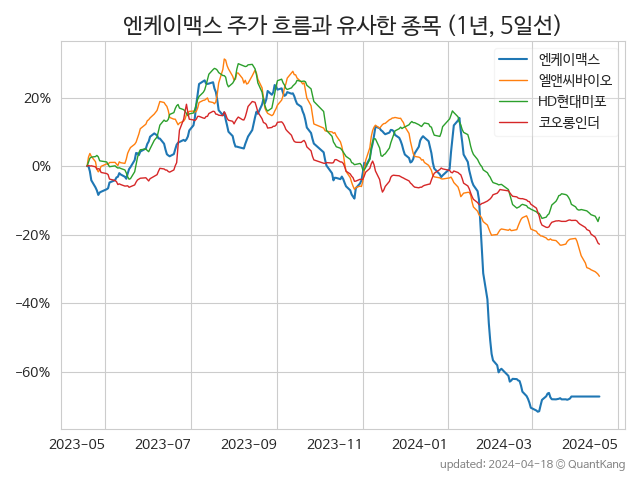 엔케이맥스 주가 흐름과 유사한 종목 (1년, 5일선)
엔케이맥스
엘앤씨바이오
HD현대미포
코오롱인더
20%
0%
−20%
−40%
−60%
2023-05 2023-07 2023-09 2023-11 2024-01 2024-03 2024-05
updated: 2024-04-18 @ QuantKang